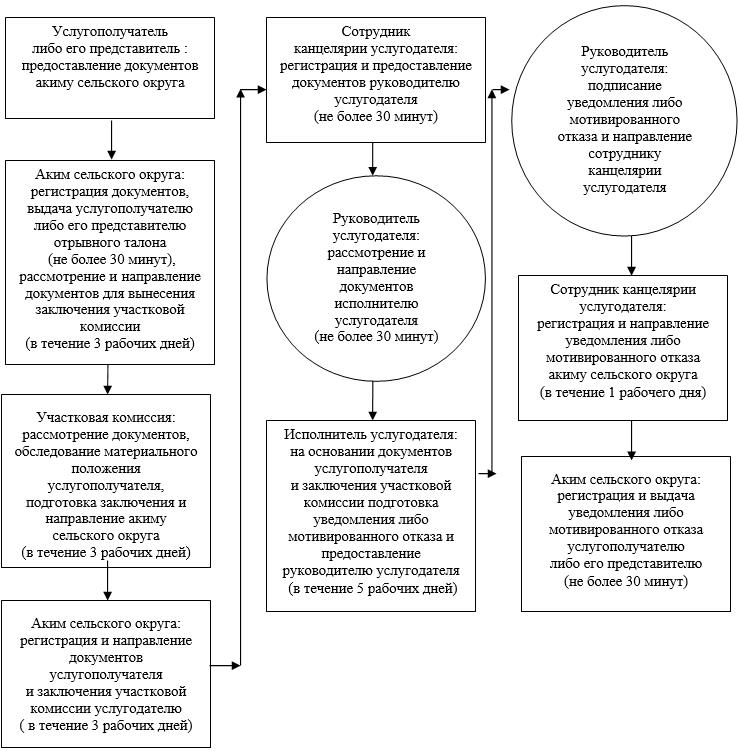 Услугополучатель
либо его представитель :
предоставление документов
акиму сельского округа
Аким сельского округа:
регистрация документов,
выдача услугополучателю
либо его представителю
отрывного талона
(не более 30 минут),
рассмотрение и направление
документов для вынесения
заключения участковой
комиссии
(в течение 3 рабочих дней)
Участковая комиссия:
рассмотрение документов,
обследование материального
положения
услугополучателя,
подготовка заключения и
направление акиму
сельского округа
(в течение 3 рабочих дней)
Аким сельского округа:
регистрация и направление
документов
услугополучателя
и заключения участковой
комиссии услугодателю
( в течение 3 рабочих дней)
Сотрудник
канцелярии услугодателя:
регистрация и предоставление
документов руководителю
услугодателя
(не более 30 минут)
Руководитель
услугодателя:
рассмотрение и
направление
документов
исполнителю
услугодателя
(не более 30 минут)
Исполнитель услугодателя:
на основании документов
услугополучателя
и заключения участковой
комиссии подготовка
уведомления либо
мотивированного отказа и
предоставление
руководителю услугодателя
(в течение 5 рабочих дней)
Руководитель
услугодателя:
подписание
уведомления либо
мотивированного
отказа и направление
сотруднику
канцелярии
услугодателя
Сотрудник канцелярии
услугодателя:
регистрация и направление
уведомления либо
мотивированного отказа
акиму сельского округа
(в течение 1 рабочего дня)
Аким сельского округа:
регистрация и выдача
уведомления либо
мотивированного отказа
услугополучателю
либо его представителю
(не более 30 минут)